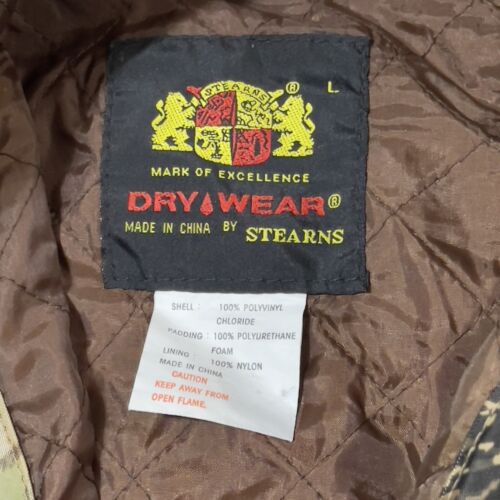 STEARNS
® L
MARK OF EXCELLENCE
DRY WEAR®
MADE IN CHINA BY STEARNS
SHELL : 100% POLYVINYL
CHLORIDE
PADDING : 100% POLYURETHANE
FOAM
LINING : 100% NYLON
MADE IN CHINA
CAUTION
KEEP AWAY FROM
OPEN FLAME.